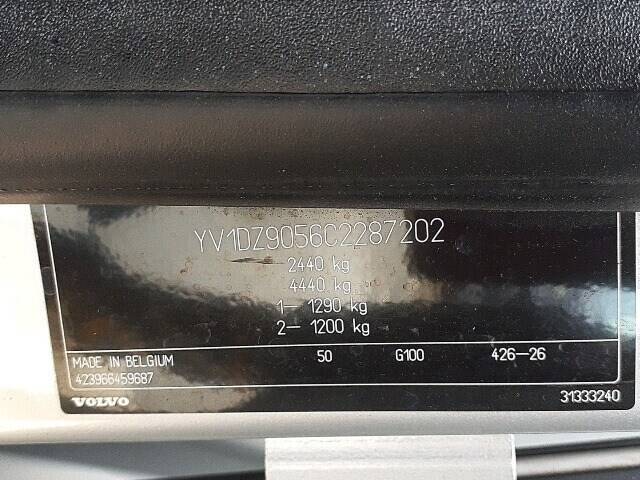 YV1DZ9056C2287202
2440 kg
4440 kg
1– 1290 kg
2– 1200 kg
MADE IN BELGIUM 50 G100 426–26
423966459687
VOLVO 31333240